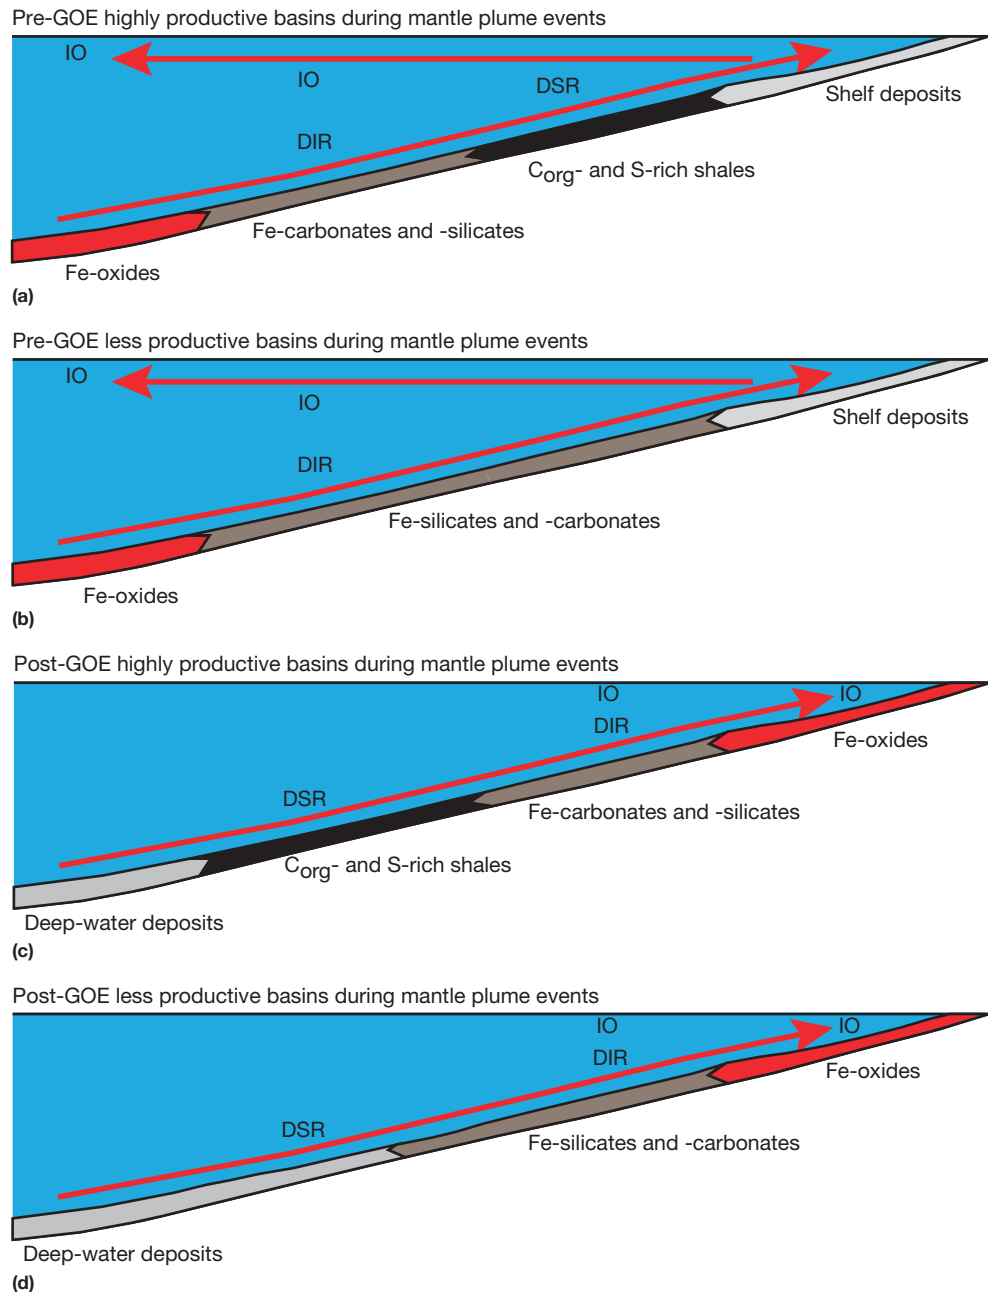 Pre-GOE highly productive basins during mantle plume events
IO
IO
DSR
DIR
Shelf deposits
Corg- and S-rich shales
Fe-carbonates and -silicates
Fe-oxides
(a)
Pre-GOE less productive basins during mantle plume events
IO
IO
DIR
Shelf deposits
Fe-silicates and -carbonates
Fe-oxides
(b)
Post-GOE highly productive basins during mantle plume events
IO
IO
DIR
Fe-oxides
DSR
Fe-carbonates and -silicates
Corg- and S-rich shales
Deep-water deposits
(c)
Post-GOE less productive basins during mantle plume events
IO
IO
DIR
Fe-oxides
DSR
Fe-silicates and -carbonates
Deep-water deposits
(d)